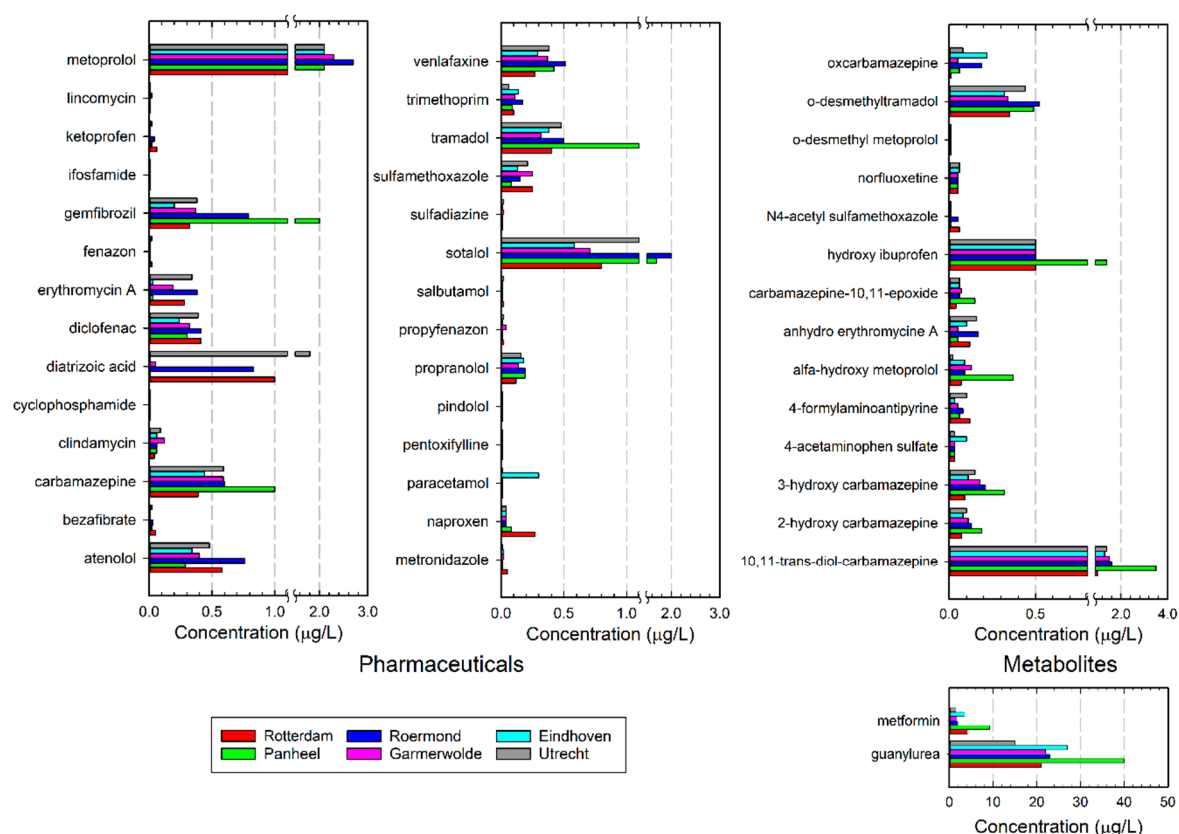 metoprolol
lincomycin
ketoprofen
ifosfamide
gemfibrozil
fenazon
erythromycin A
diclofenac
diatrizoic acid
cyclophosphamide
clindamycin
carbamazepine
bezafibrate
atenolol
0.0 0.5 1.0 2.0 3.0
Concentration (µg/L)
venlafaxine
trimethoprim
tramadol
sulfamethoxazole
sulfadiazine
sotalol
salbutamol
propyfenazon
propranolol
pindolol
pentoxifylline
paracetamol
naproxen
metronidazole
0.0 0.5 1.0 2.0 3.0
Concentration (µg/L)
Pharmaceuticals
oxcarbamazepine
o-desmethyltramadol
o-desmethyl metoprolol
norfluoxetine
N4-acetyl sulfamethoxazole
hydroxy ibuprofen
carbamazepine-10,11-epoxide
anhydro erythromycine A
alfa-hydroxy metoprolol
4-formylaminoantipyrine
4-acetaminophen sulfate
3-hydroxy carbamazepine
2-hydroxy carbamazepine
10,11-trans-diol-carbamazepine
0.0 0.5 2.0 4.0
Concentration (µg/L)
Metabolites
metformin
guanylurea
0 10 20 30 40 50
Concentration (µg/L)
Rotterdam Roermond Eindhoven
Panheel Garmerwolde Utrecht